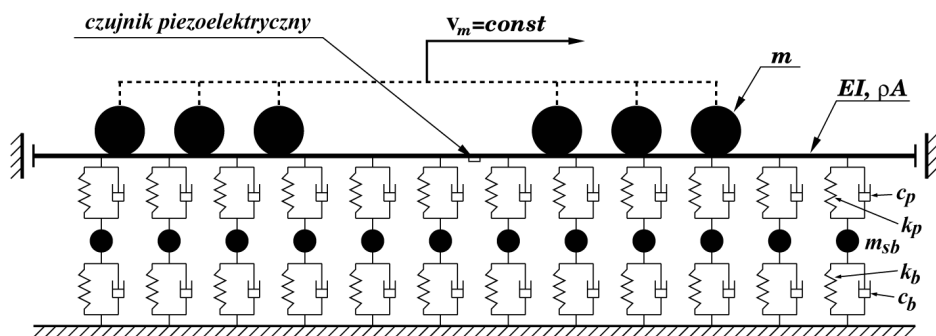 czujnik piezoelektryczny
v_m=const
m
EI, ρA
c_p
k_p
m_sb
k_b
c_b